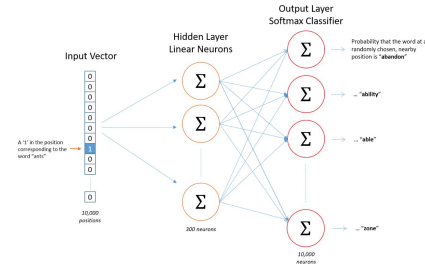 Output Layer
Softmax Classifier
Hidden Layer
Linear Neurons
Input Vector
Probability that the word at a
randomly chosen, nearby
position is "abandon"
Σ
0
0
0
0
0
0
0
1
0
0
0
A '1' in the position
corresponding to the
word "ants"
10,000
positions
Σ
Σ
Σ
300 neurons
Σ
... "ability"
Σ
... "able"
Σ
... "zone"
10,000
neurons